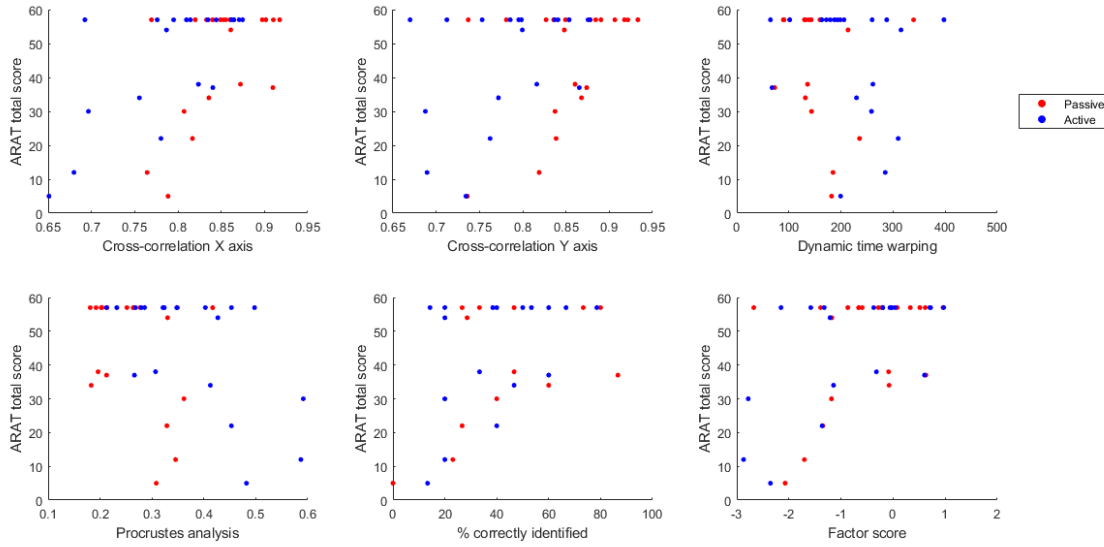 60
50
40
30
20
10
0
ARAT total score
0.65 0.7 0.75 0.8 0.85 0.9 0.95
Cross-correlation X axis
60
50
40
30
20
10
0
ARAT total score
0.65 0.7 0.75 0.8 0.85 0.9 0.95
Cross-correlation Y axis
60
50
40
30
20
10
0
ARAT total score
0 100 200 300 400 500
Dynamic time warping
Passive
Active
60
50
40
30
20
10
0
ARAT total score
0.1 0.2 0.3 0.4 0.5 0.6
Procrustes analysis
60
50
40
30
20
10
0
ARAT total score
0 20 40 60 80 100
% correctly identified
60
50
40
30
20
10
0
ARAT total score
-3 -2 -1 0 1 2
Factor score